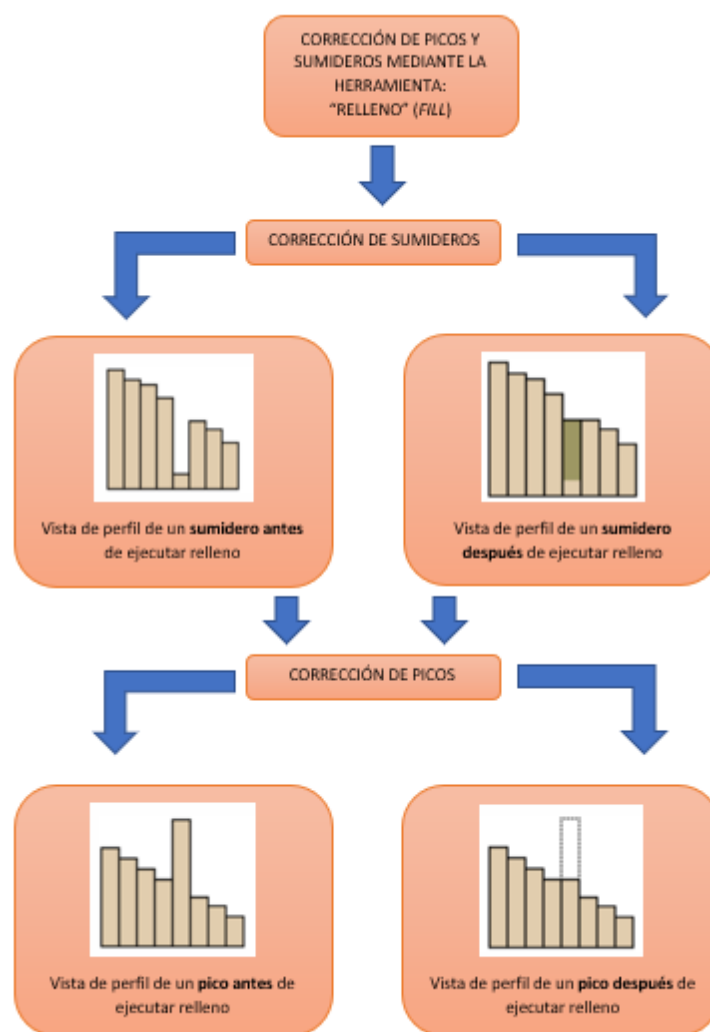 CORRECCIÓN DE PICOS Y
SUMIDEROS MEDIANTE LA
HERRAMIENTA:
“RELLENO” (FILL)
CORRECCIÓN DE SUMIDEROS
Vista de perfil de un sumidero antes
de ejecutar relleno
Vista de perfil de un sumidero
después de ejecutar relleno
CORRECCIÓN DE PICOS
Vista de perfil de un pico antes de
ejecutar relleno
Vista de perfil de un pico después de
ejecutar relleno